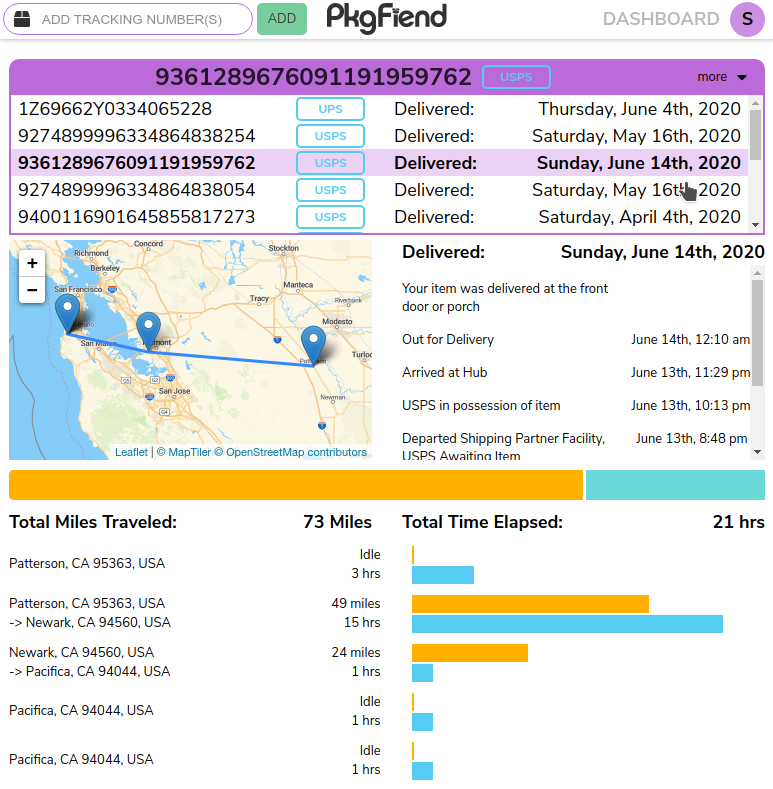 ADD TRACKING NUMBER(S)
ADD
PkgFiend
DASHBOARD
S
9361289676091191959762
USPS
more
1Z69662Y0334065228 UPS Delivered: Thursday, June 4th, 2020
9274899996334864838254 USPS Delivered: Saturday, May 16th, 2020
9361289676091191959762 USPS Delivered: Sunday, June 14th, 2020
9274899996334864838054 USPS Delivered: Saturday, May 16th, 2020
9400116901645855817273 USPS Delivered: Saturday, April 4th, 2020
+
−
Concord
Stockton
Richmond
Berkeley
San Francisco
Manteca
Tracy
Riverbank
Modesto
San
Turloc
San Jose
Newman
G5
G2
G4
Leaflet | © MapTiler © OpenStreetMap contributors
Delivered: Sunday, June 14th, 2020
Your item was delivered at the front
door or porch
Out for Delivery June 14th, 12:10 am
Arrived at Hub June 13th, 11:29 pm
USPS in possession of item June 13th, 10:13 pm
Departed Shipping Partner Facility, June 13th, 8:48 pm
USPS Awaiting Item
Total Miles Traveled: 73 Miles
Total Time Elapsed: 21 hrs
Patterson, CA 95363, USA
Idle
3 hrs
Patterson, CA 95363, USA 49 miles
-> Newark, CA 94560, USA 15 hrs
Newark, CA 94560, USA 24 miles
-> Pacifica, CA 94044, USA 1 hrs
Pacifica, CA 94044, USA
Idle
1 hrs
Pacifica, CA 94044, USA
Idle
1 hrs